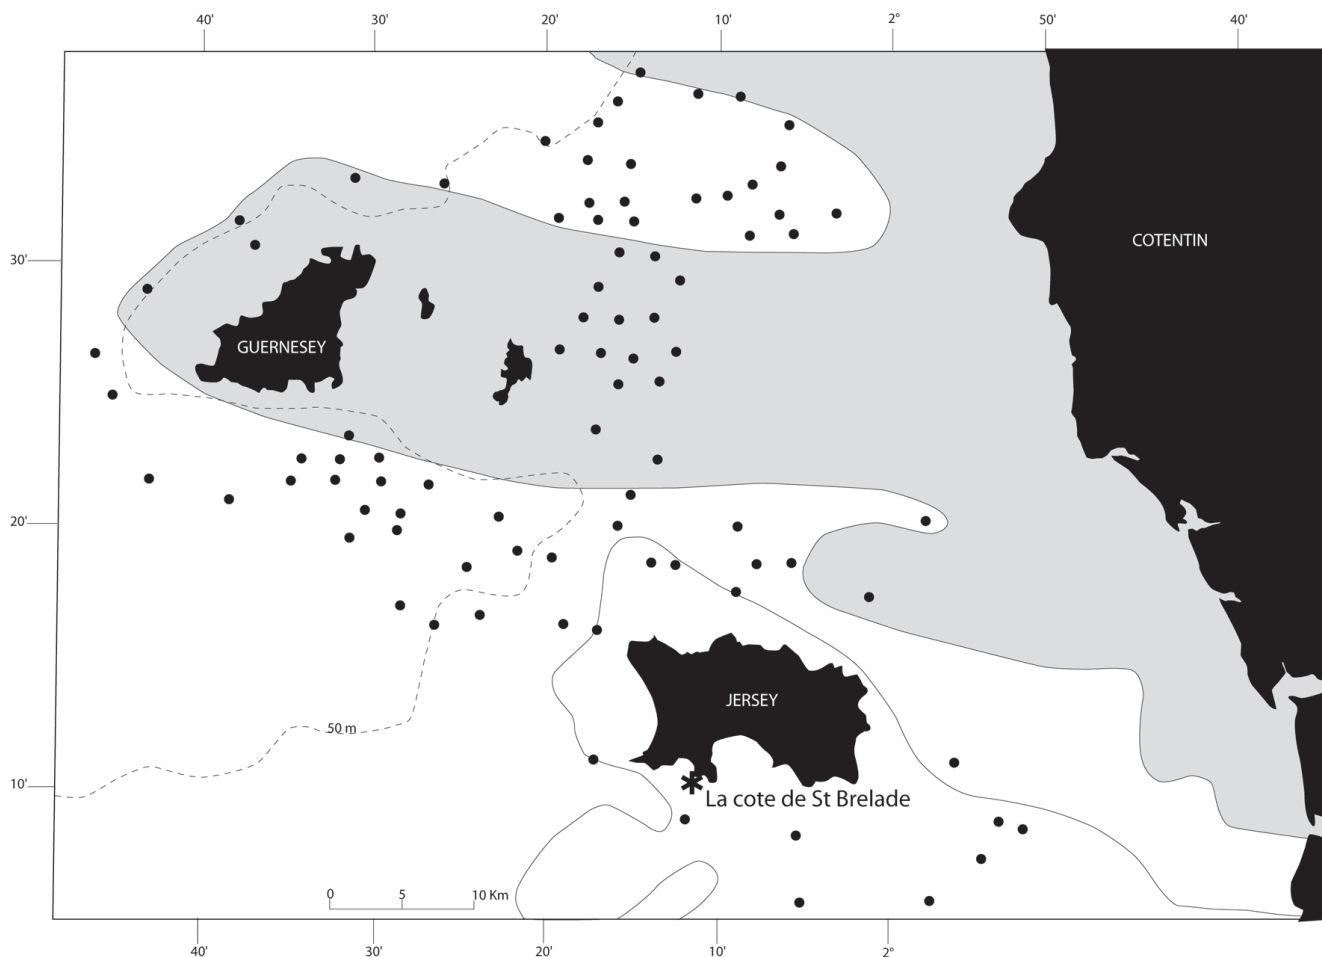 40' 30' 20' 10' 2° 50' 40'
COTENTIN
30'
GUERNESEY
20'
JERSEY
50 m
10'
La cote de St Brelade
0 5 10 Km
40' 30' 20' 10' 2°